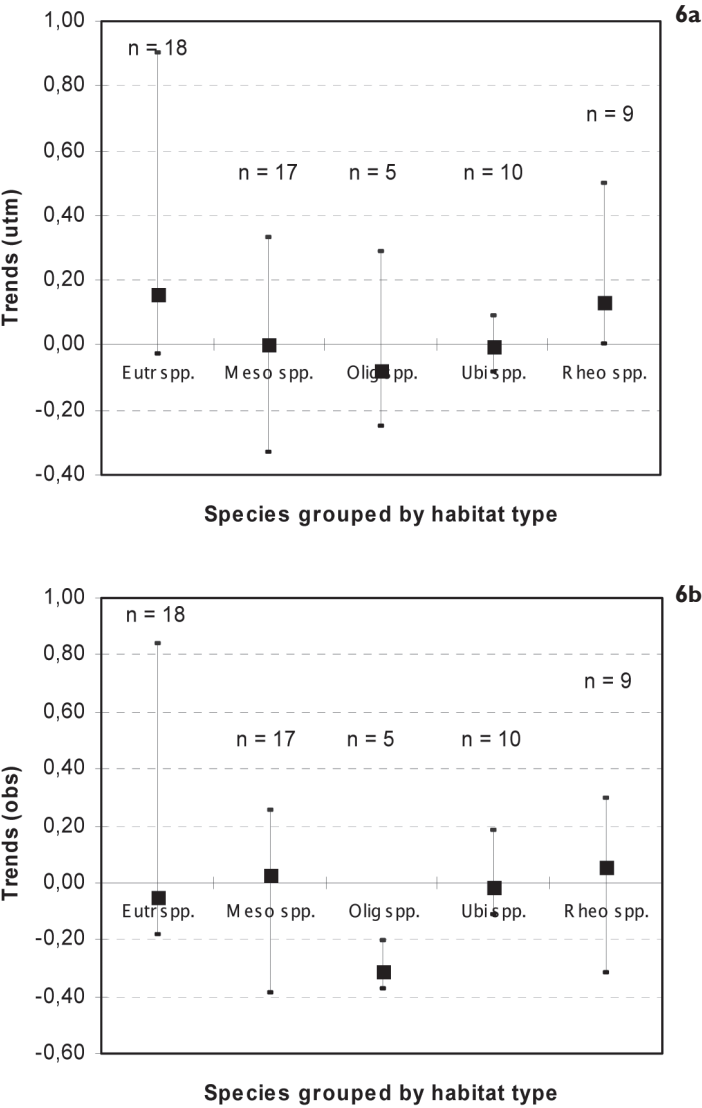 6a
1,00
n = 18
0,80
n = 9
0,60
n = 17 n = 5 n = 10
0,40
0,20
0,00
Eutr spp. Meso spp. Olig spp. Ubi spp. Rheo spp.
-0,20
-0,40
Trends (utm)
Species grouped by habitat type
6b
1,00
n = 18
0,80
n = 9
0,60
n = 17 n = 5 n = 10
0,40
0,20
0,00
Eutr spp. Meso spp. Olig spp. Ubi spp. Rheo spp.
-0,20
-0,40
-0,60
Trends (obs)
Species grouped by habitat type